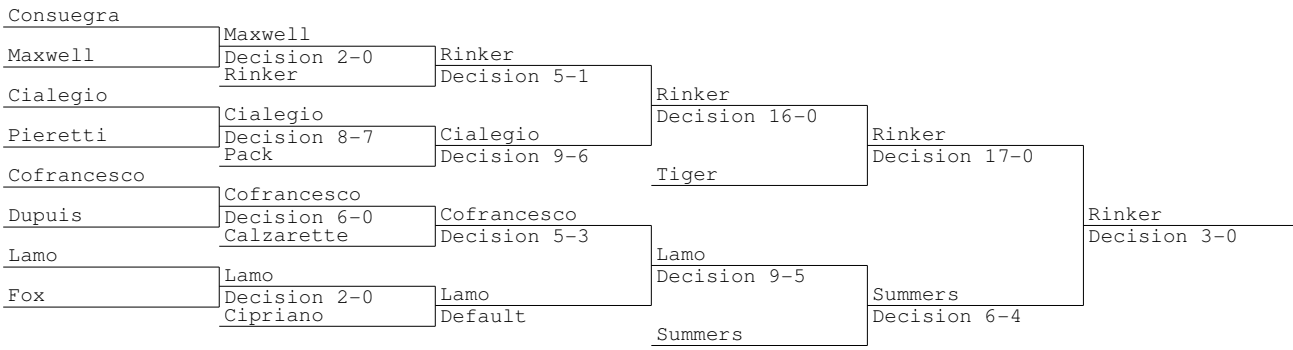 Consuegra
Maxwell
Cialegio
Pieretti
Cofrancesco
Dupuis
Lamo
Fox
Maxwell
Decision 2-0
Rinker
Cialegio
Decision 8-7
Pack
Cofrancesco
Decision 6-0
Calzarette
Lamo
Decision 2-0
Cipriano
Rinker
Decision 5-1
Cialegio
Decision 9-6
Cofrancesco
Decision 5-3
Lamo
Default
Rinker
Decision 16-0
Tiger
Lamo
Decision 9-5
Summers
Rinker
Decision 17-0
Summers
Decision 6-4
Rinker
Decision 3-0